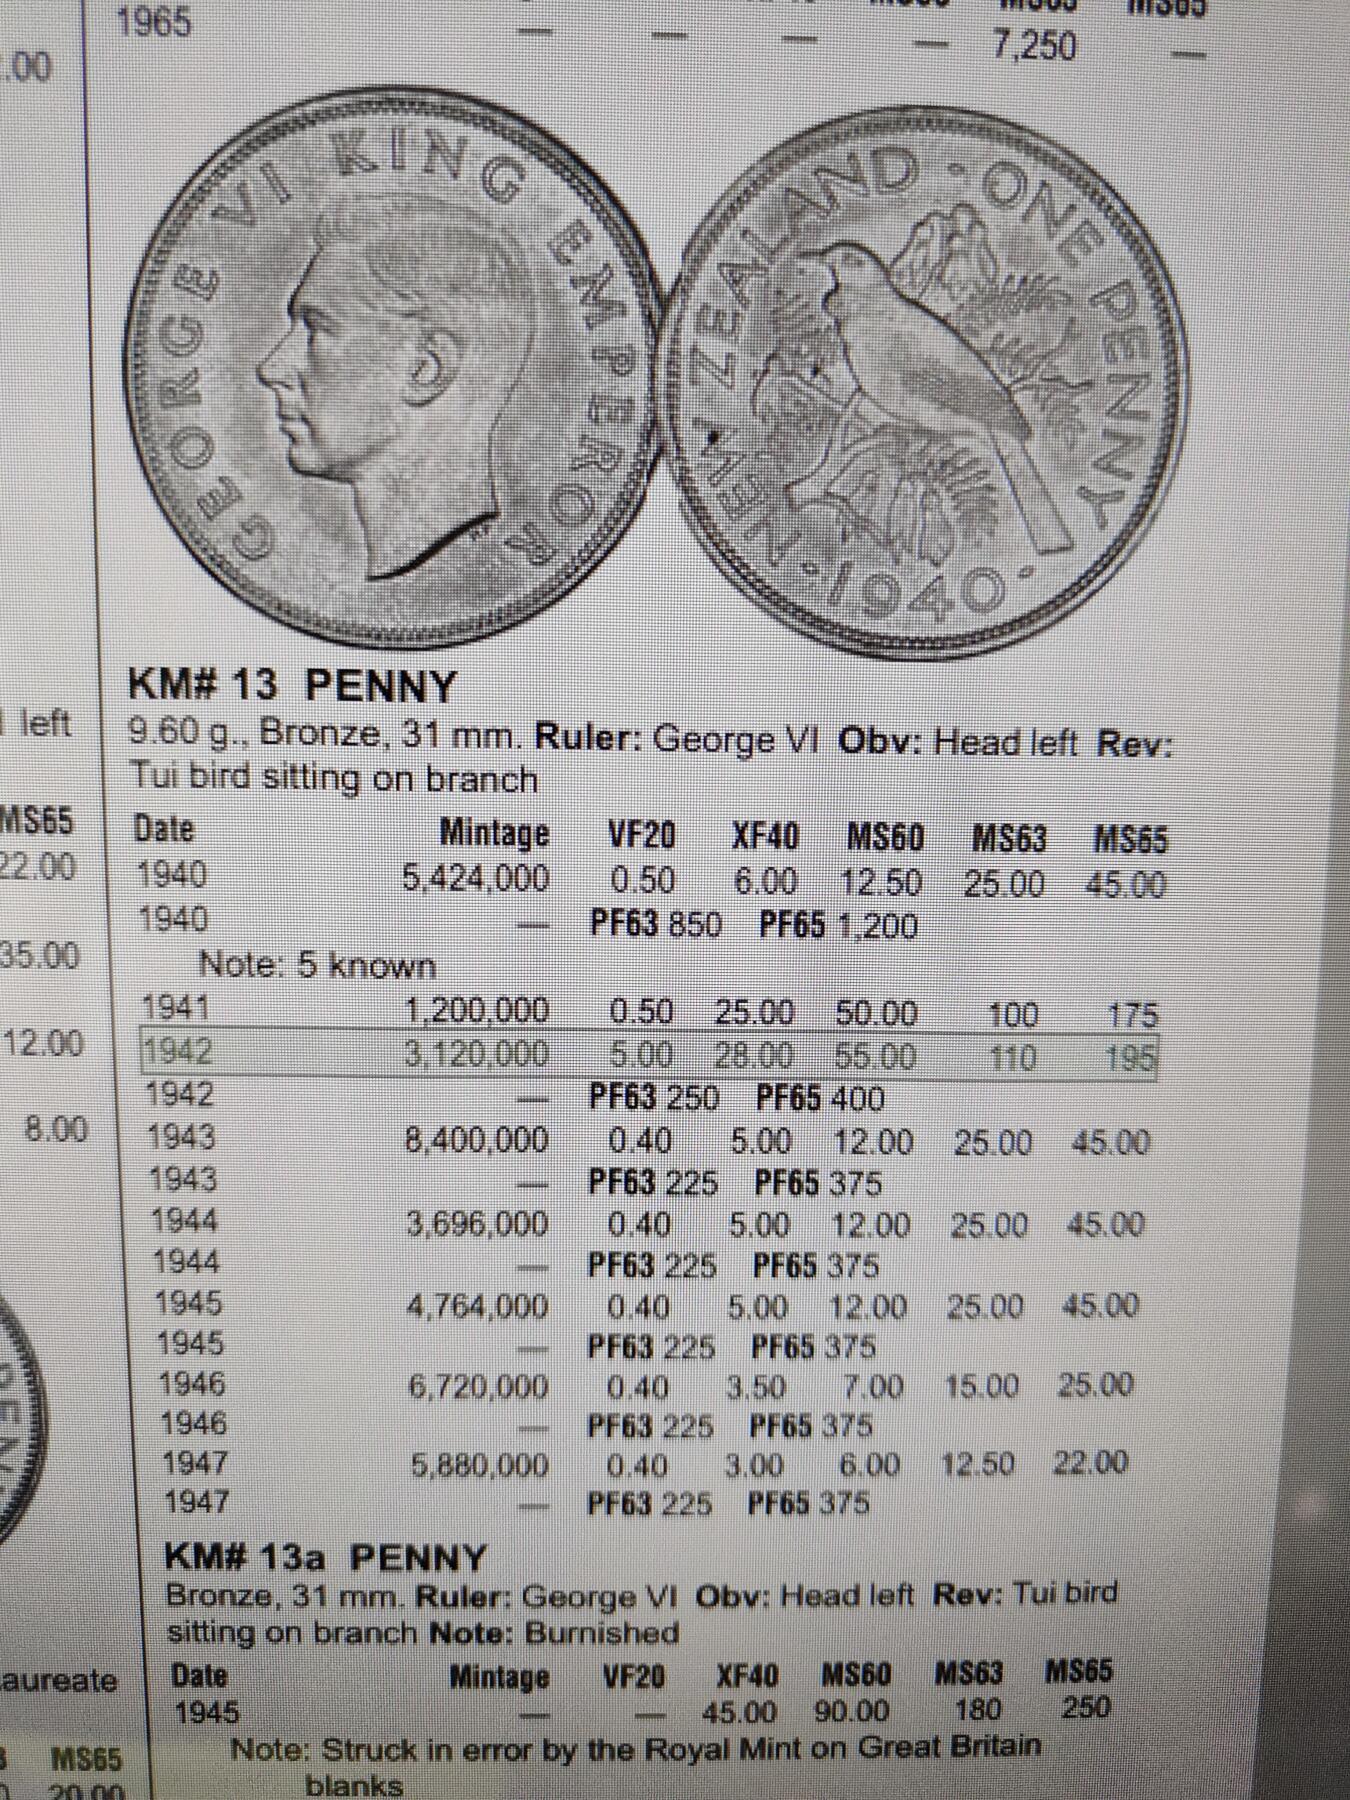 1965 — — — — 7,250 —
.00
GEORGE VI KING EMPEROR
NEW ZEALAND · ONE PENNY
· 1940 ·
KM# 13 PENNY
left
9.60 g., Bronze, 31 mm. Ruler: George VI Obv: Head left Rev:
Tui bird sitting on branch
MS65
Date Mintage VF20 XF40 MS60 MS63 MS65
22.00
1940 5,424,000 0.50 6.00 12.50 25.00 45.00
1940 — PF63 850 PF65 1,200
35.00
Note: 5 known
1941 1,200,000 0.50 25.00 50.00 100 175
12.00
1942 3,120,000 5.00 28.00 55.00 110 195
1942 — PF63 250 PF65 400
8.00
1943 8,400,000 0.40 5.00 12.00 25.00 45.00
1943 — PF63 225 PF65 375
1944 3,696,000 0.40 5.00 12.00 25.00 45.00
1944 — PF63 225 PF65 375
1945 4,764,000 0.40 5.00 12.00 25.00 45.00
1945 — PF63 225 PF65 375
1946 6,720,000 0.40 3.50 7.00 15.00 25.00
1946 — PF63 225 PF65 375
1947 5,880,000 0.40 3.00 6.00 12.50 22.00
1947 — PF63 225 PF65 375
KM# 13a PENNY
Bronze, 31 mm. Ruler: George VI Obv: Head left Rev: Tui bird
sitting on branch Note: Burnished
aureate
Date Mintage VF20 XF40 MS60 MS63 MS65
1945 — — 45.00 90.00 180 250
MS65
Note: Struck in error by the Royal Mint on Great Britain
20.00
blanks